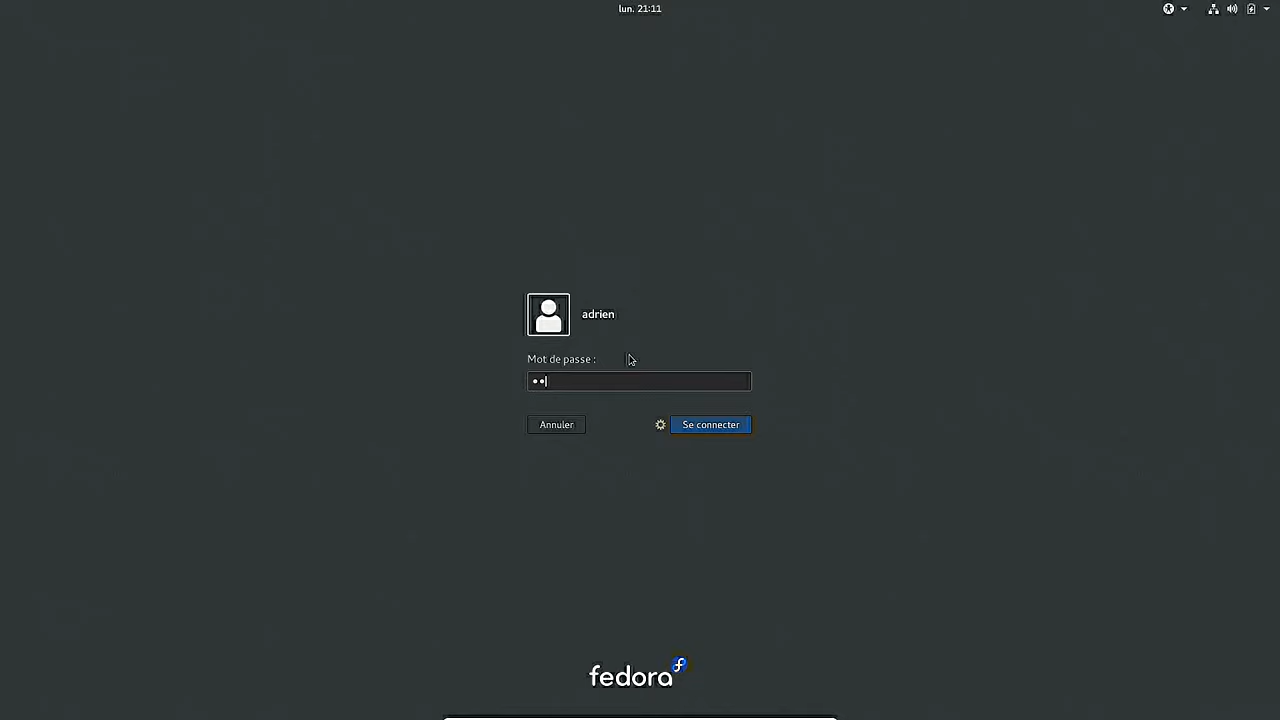 lun. 21:11
adrien
Mot de passe :
Annuler
Se connecter
fedora